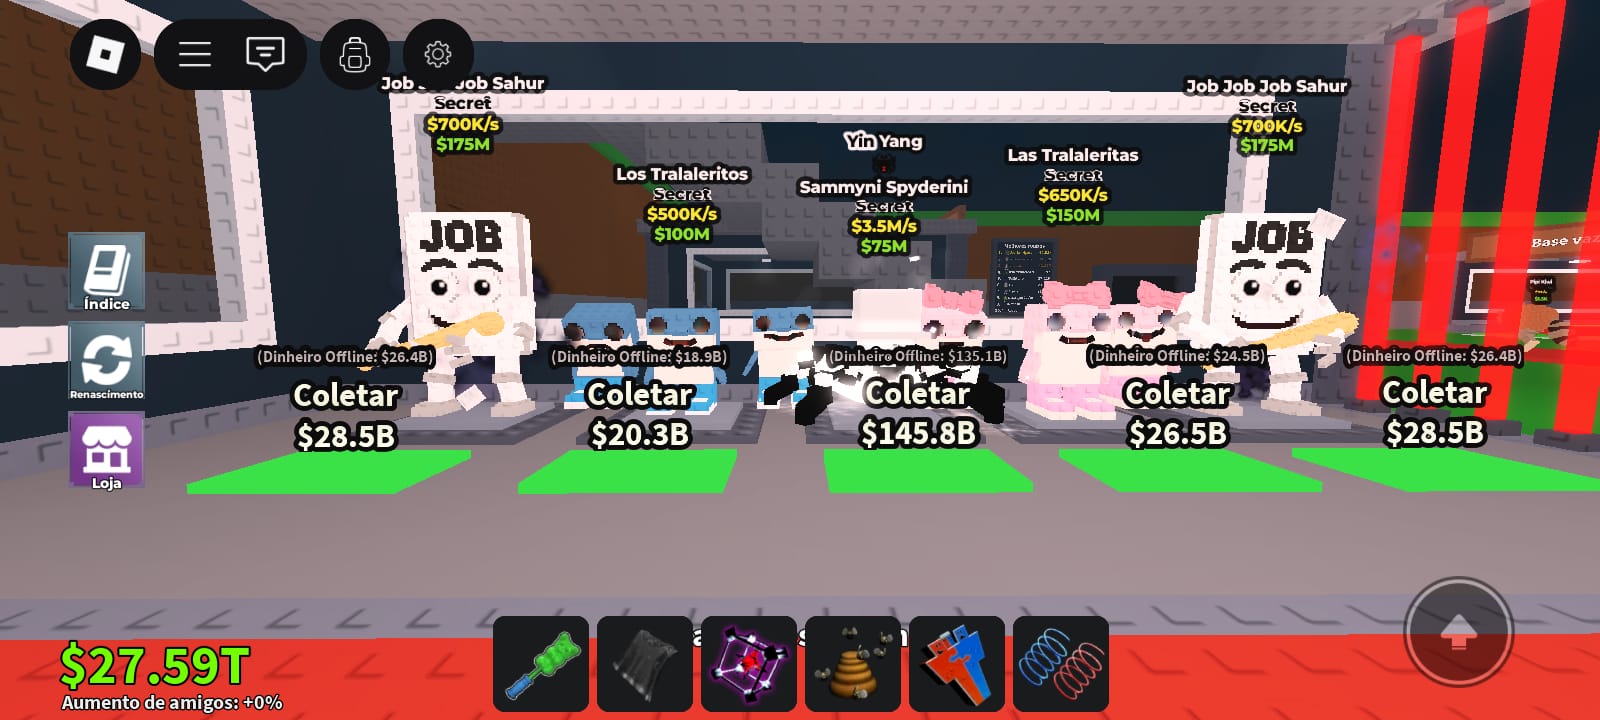 Job Job Job Sahur
Secret
$700K/s
$175M
Los Tralaleritos
Secret
$500K/s
$100M
Yin Yang
Sammyni Spyderini
Secret
$3.5M/s
$75M
Las Tralaleritas
Secret
$650K/s
$150M
Job Job Job Sahur
Secret
$700K/s
$175M
JOB
JOB
Base
Índice
Renascimento
Loja
(Dinheiro Offline: $26.4B)
Coletar
$28.5B
(Dinheiro Offline: $18.9B)
Coletar
$20.3B
(Dinheiro Offline: $135.1B)
Coletar
$145.8B
(Dinheiro Offline: $24.5B)
Coletar
$26.5B
(Dinheiro Offline: $26.4B)
Coletar
$28.5B
$27.59T
Aumento de amigos: +0%